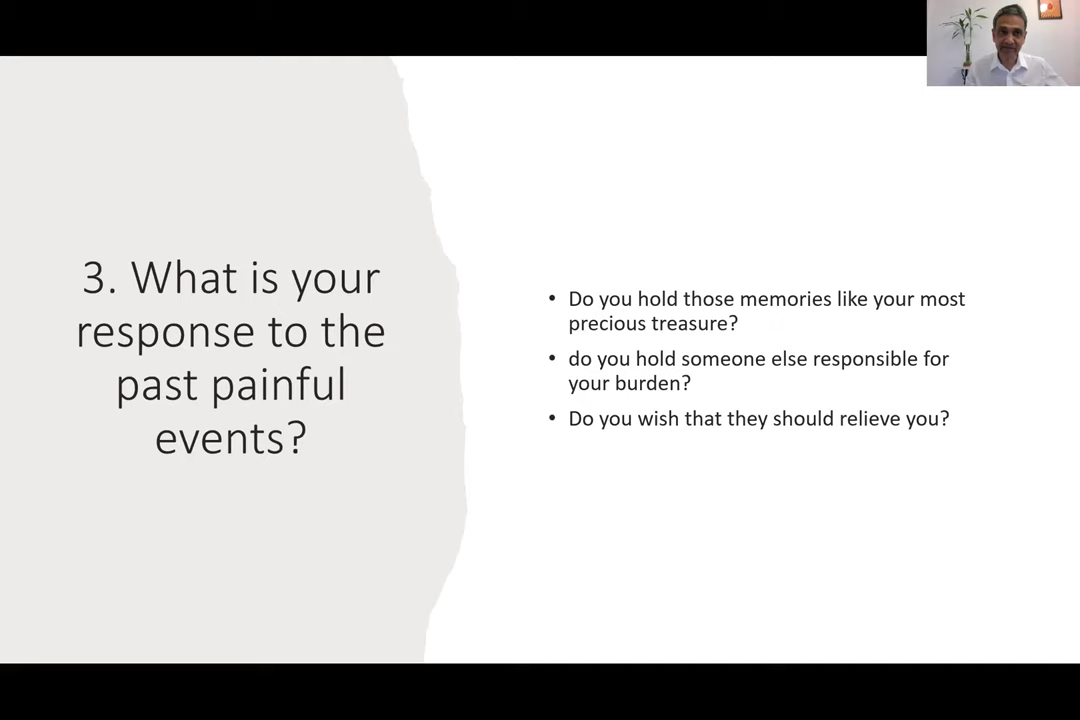 3. What is your
response to the
past painful
events?
• Do you hold those memories like your most
precious treasure?
• do you hold someone else responsible for
your burden?
• Do you wish that they should relieve you?